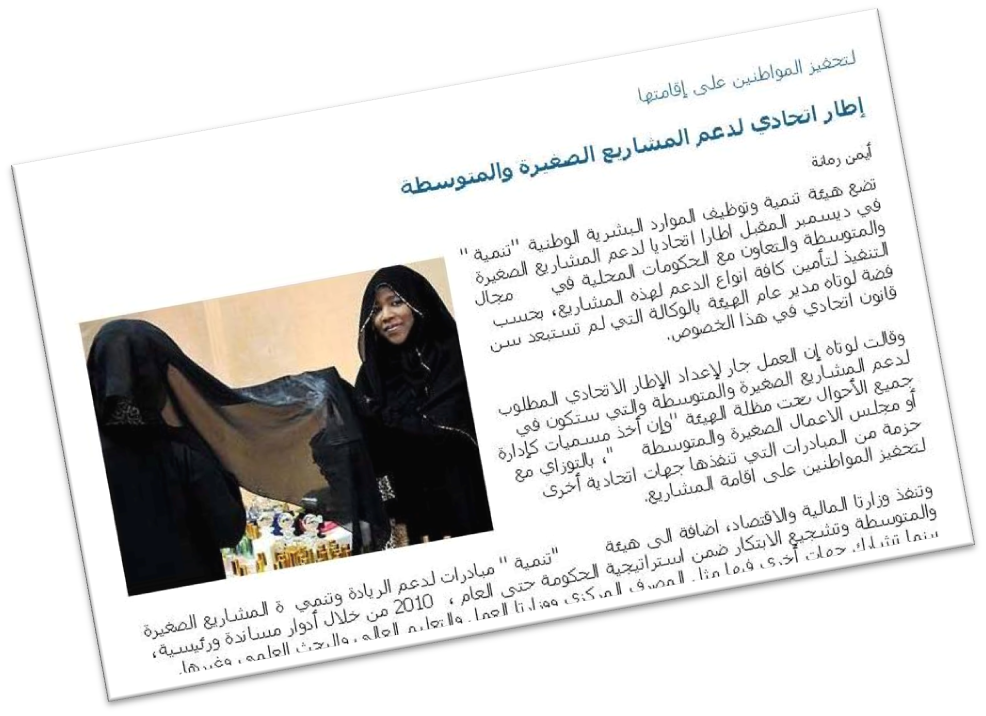 لتحفيز المواطنين على إقامتها
إطار اتحادي لدعم المشاريع الصغيرة والمتوسطة
أيمن رمانة
تضع هيئة تنمية وتوظيف الموارد البشرية الوطنية "تنمية "
في ديسمبر المقبل اطارا اتحاديا لدعم المشاريع الصغيرة
والمتوسطة والتعاون مع الحكومات المحلية في مجال
التنفيذ لتأمين كافة انواع الدعم لهذه المشاريع، بحسب
فضة لوتاه مدير عام الهيئة بالوكالة التي لم تستبعد سن
قانون اتحادي في هذا الخصوص.
وقالت لوتاه إن العمل جار لإعداد الإطار الاتحادي المطلوب
لدعم المشاريع الصغيرة والمتوسطة والتي ستكون في
جميع الأحوال تحت مظلة الهيئة "وإن أخذ مسميات كإدارة
أو مجلس الاعمال الصغيرة والمتوسطة "، بالتوزاي مع
حزمة من المبادرات التي تنفذها جهات اتحادية أخرى
لتحفيز المواطنين على اقامة المشاريع.
وتنفذ وزارتا المالية والاقتصاد، اضافة الى هيئة
"تنمية " مبادرات لدعم الريادة وتنمي ة المشاريع الصغيرة
والمتوسطة وتشجيع الابتكار ضمن استراتيجية الحكومة حتى العام ، 2010 من خلال أدوار مساندة ورئيسية،
بينما تشارك جهات أخرى فيها مثل المصرف المركزي ووزارتا العمل والتعليم العالي والبحث العلمي وغيرها.